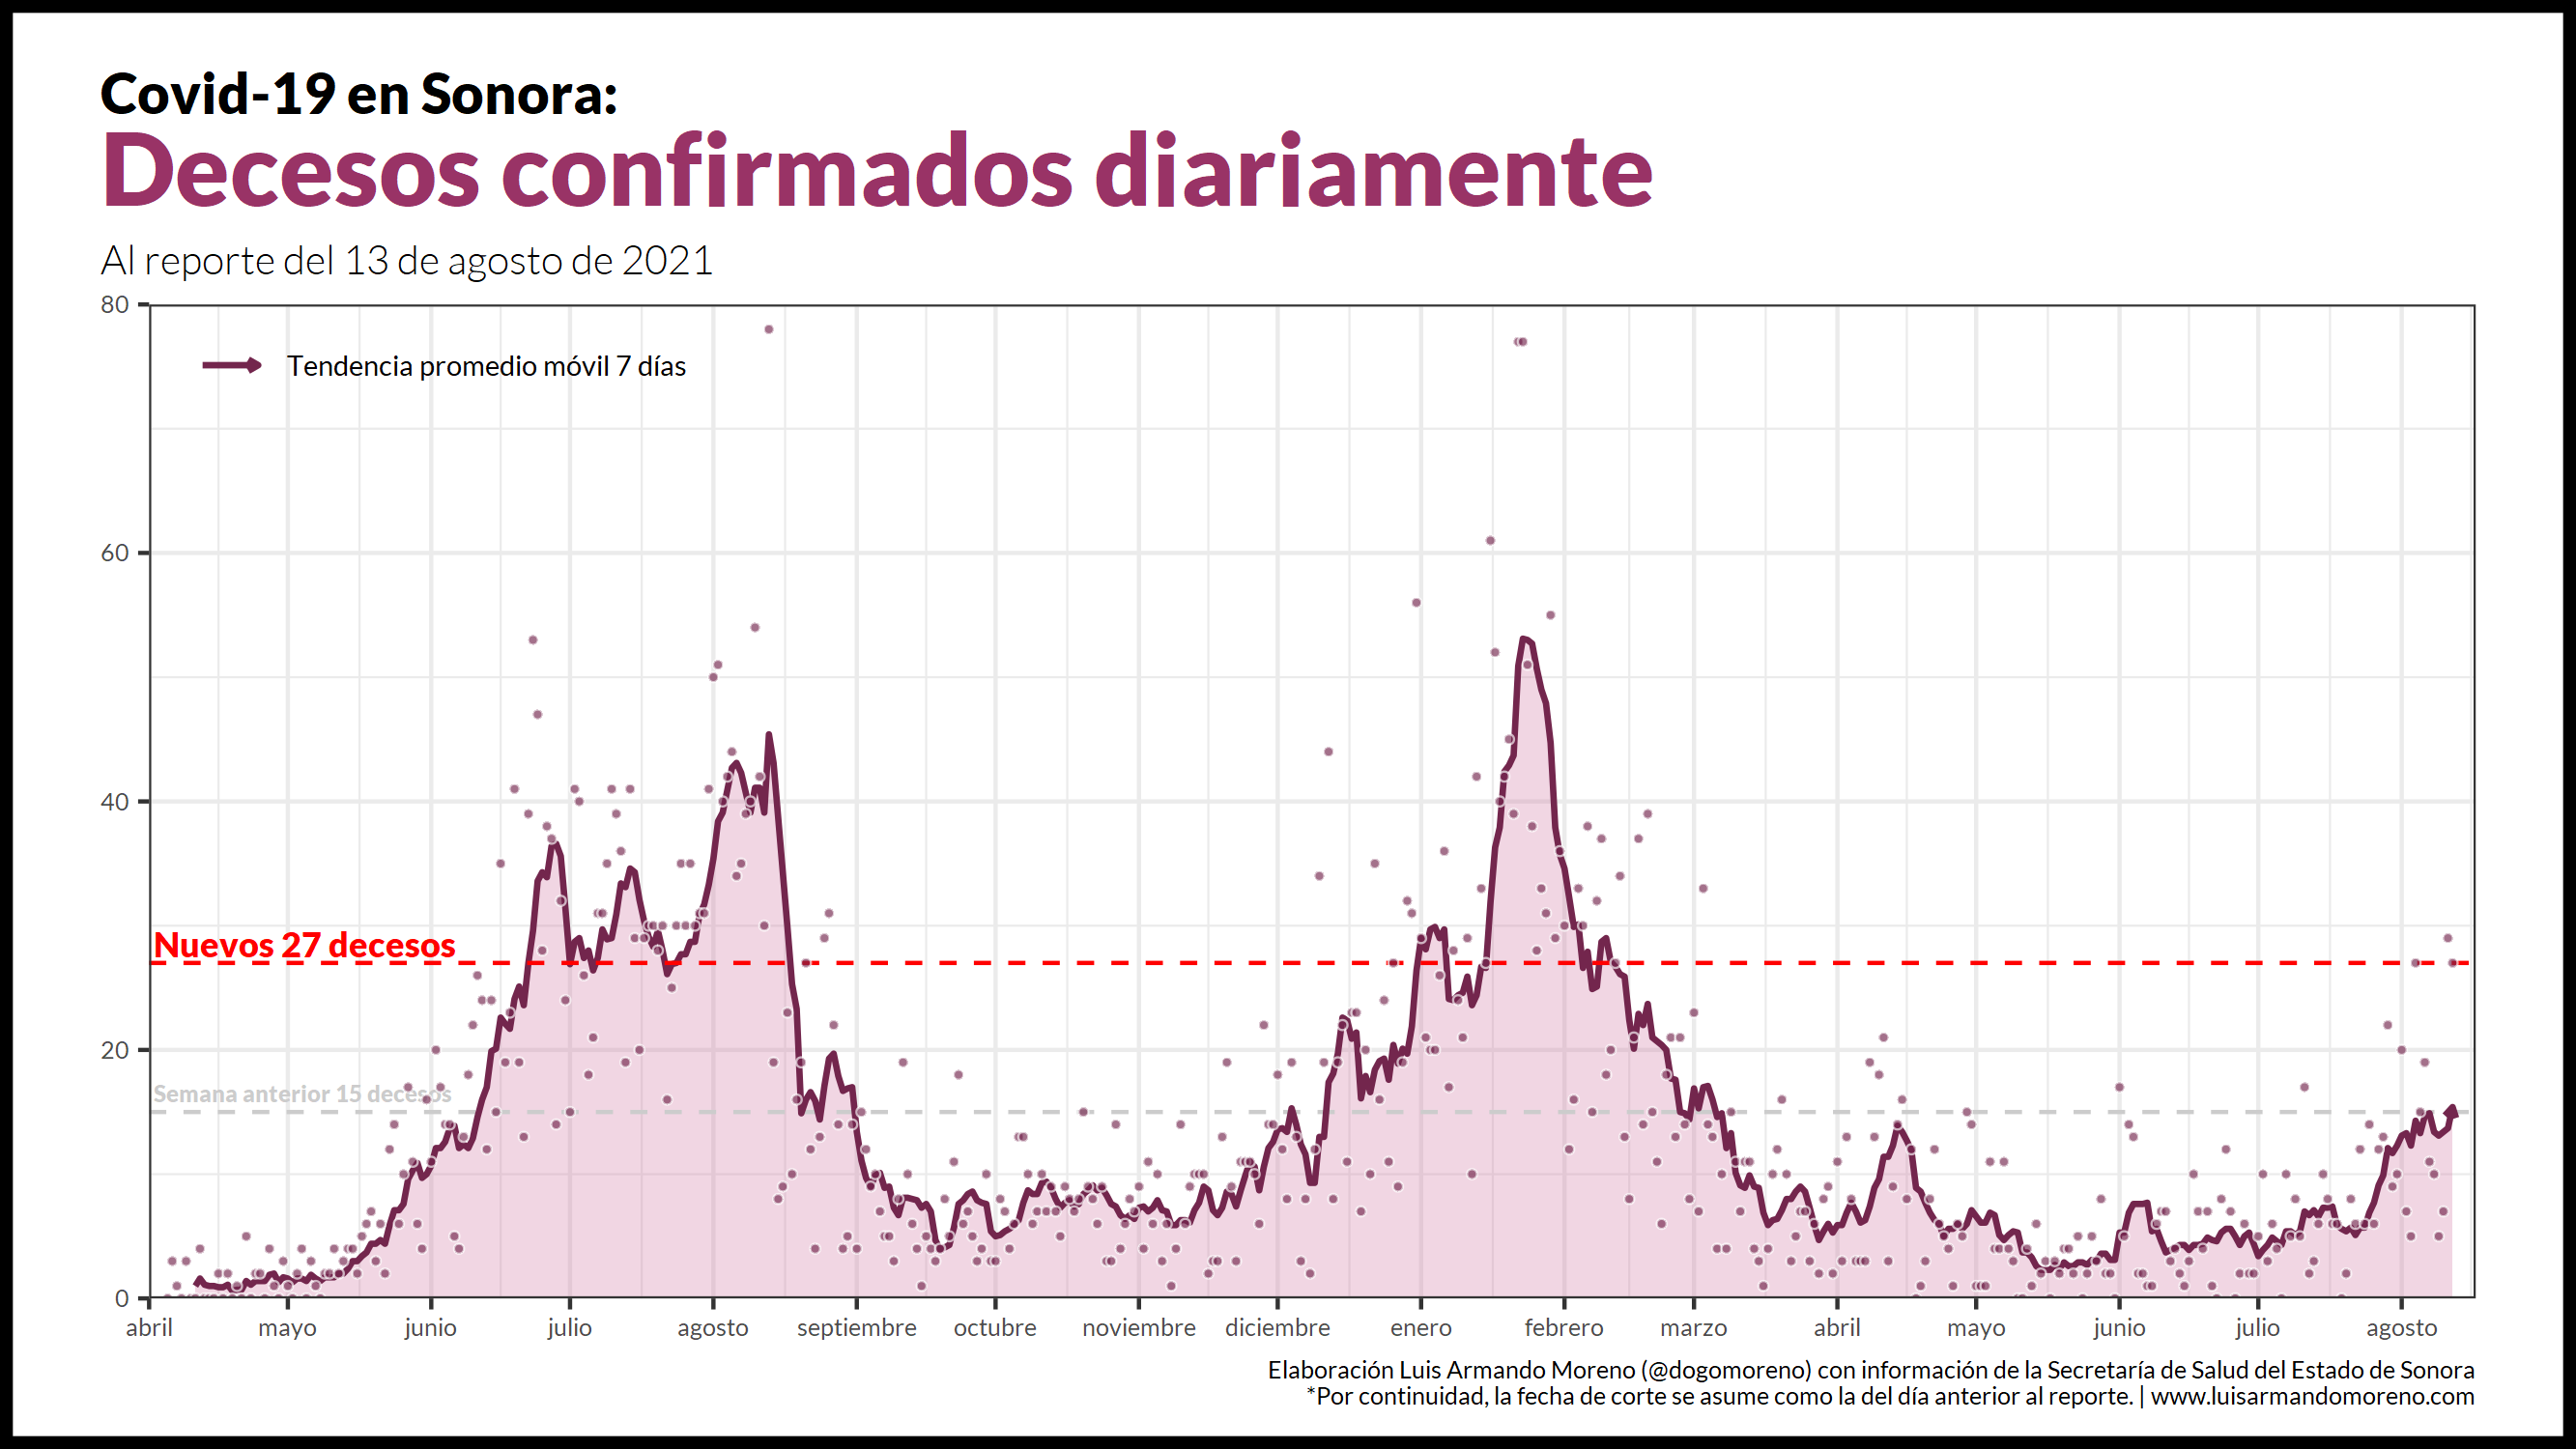 Covid-19 en Sonora:
Decesos confirmados diariamente
Al reporte del 13 de agosto de 2021
80
Tendencia promedio móvil 7 días
60
40
Nuevos 27 decesos
20
Semana anterior 15 decesos
0
abril mayo junio julio agosto septiembre octubre noviembre diciembre enero febrero marzo abril mayo junio julio agosto
Elaboración Luis Armando Moreno (@dogomoreno) con información de la Secretaría de Salud del Estado de Sonora
*Por continuidad, la fecha de corte se asume como la del día anterior al reporte. | www.luisarmandomoreno.com